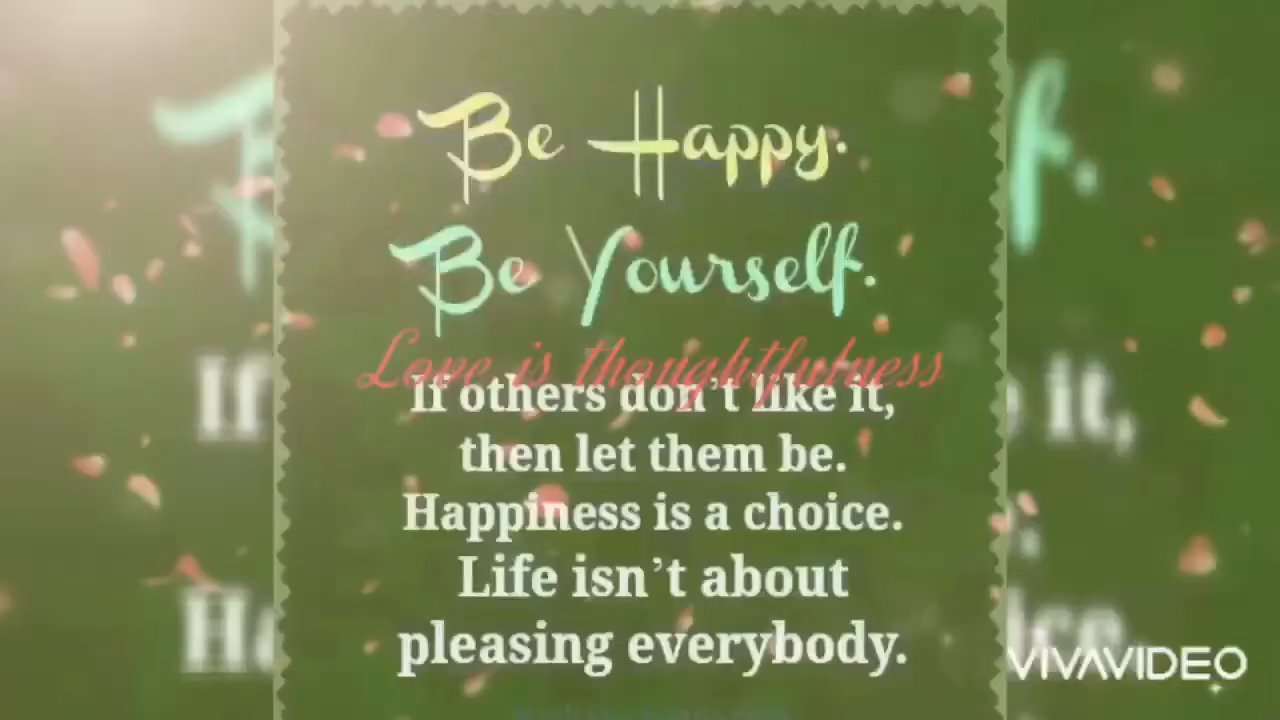 Be Happy.
Be Yourself.
Love is thoughtfulness
If others don't like it,
then let them be.
Happiness is a choice.
Life isn't about
pleasing everybody.
VIVAVIDEO